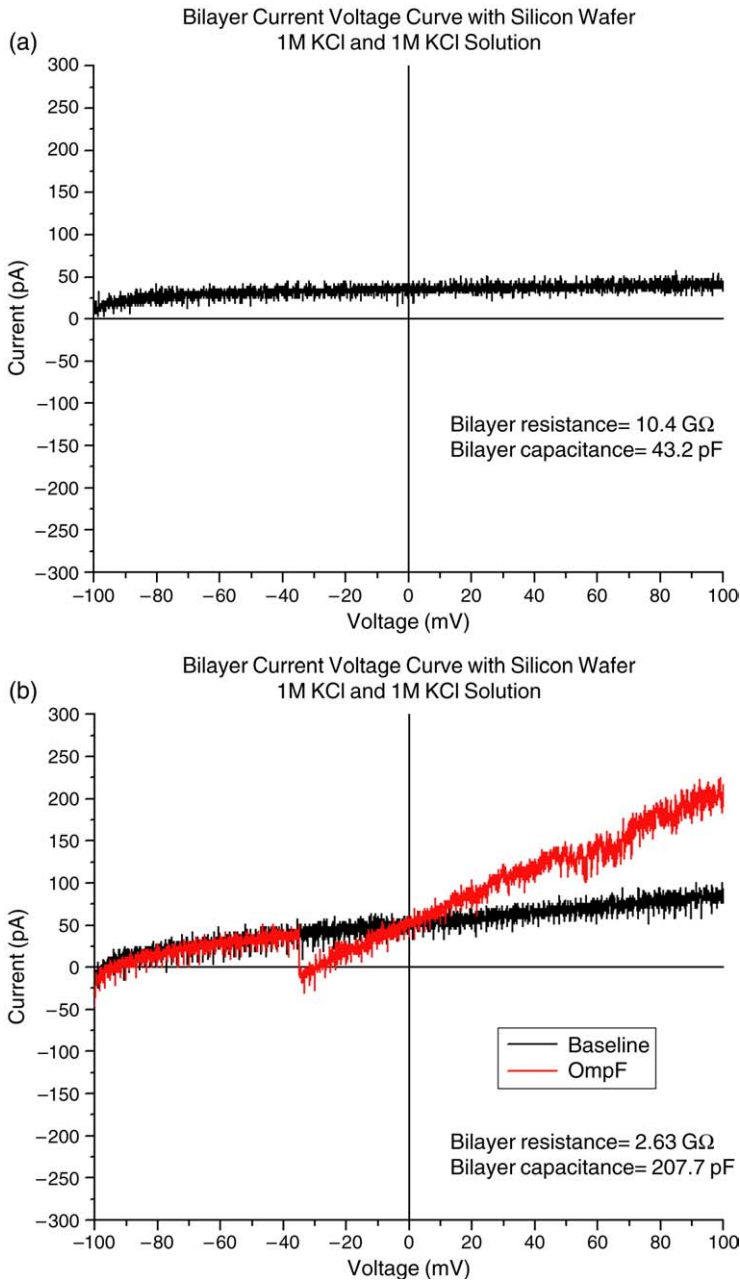 (a)
Bilayer Current Voltage Curve with Silicon Wafer
1M KCl and 1M KCl Solution
300
250
200
150
100
50
0
−50
−100
−150
−200
−250
−300
Current (pA)
Bilayer resistance= 10.4 GΩ
Bilayer capacitance= 43.2 pF
−100 −80 −60 −40 −20 0 20 40 60 80 100
Voltage (mV)
(b)
Bilayer Current Voltage Curve with Silicon Wafer
1M KCl and 1M KCl Solution
300
250
200
150
100
50
0
−50
−100
−150
−200
−250
−300
Current (pA)
Baseline
OmpF
Bilayer resistance= 2.63 GΩ
Bilayer capacitance= 207.7 pF
−100 −80 −60 −40 −20 0 20 40 60 80 100
Voltage (mV)